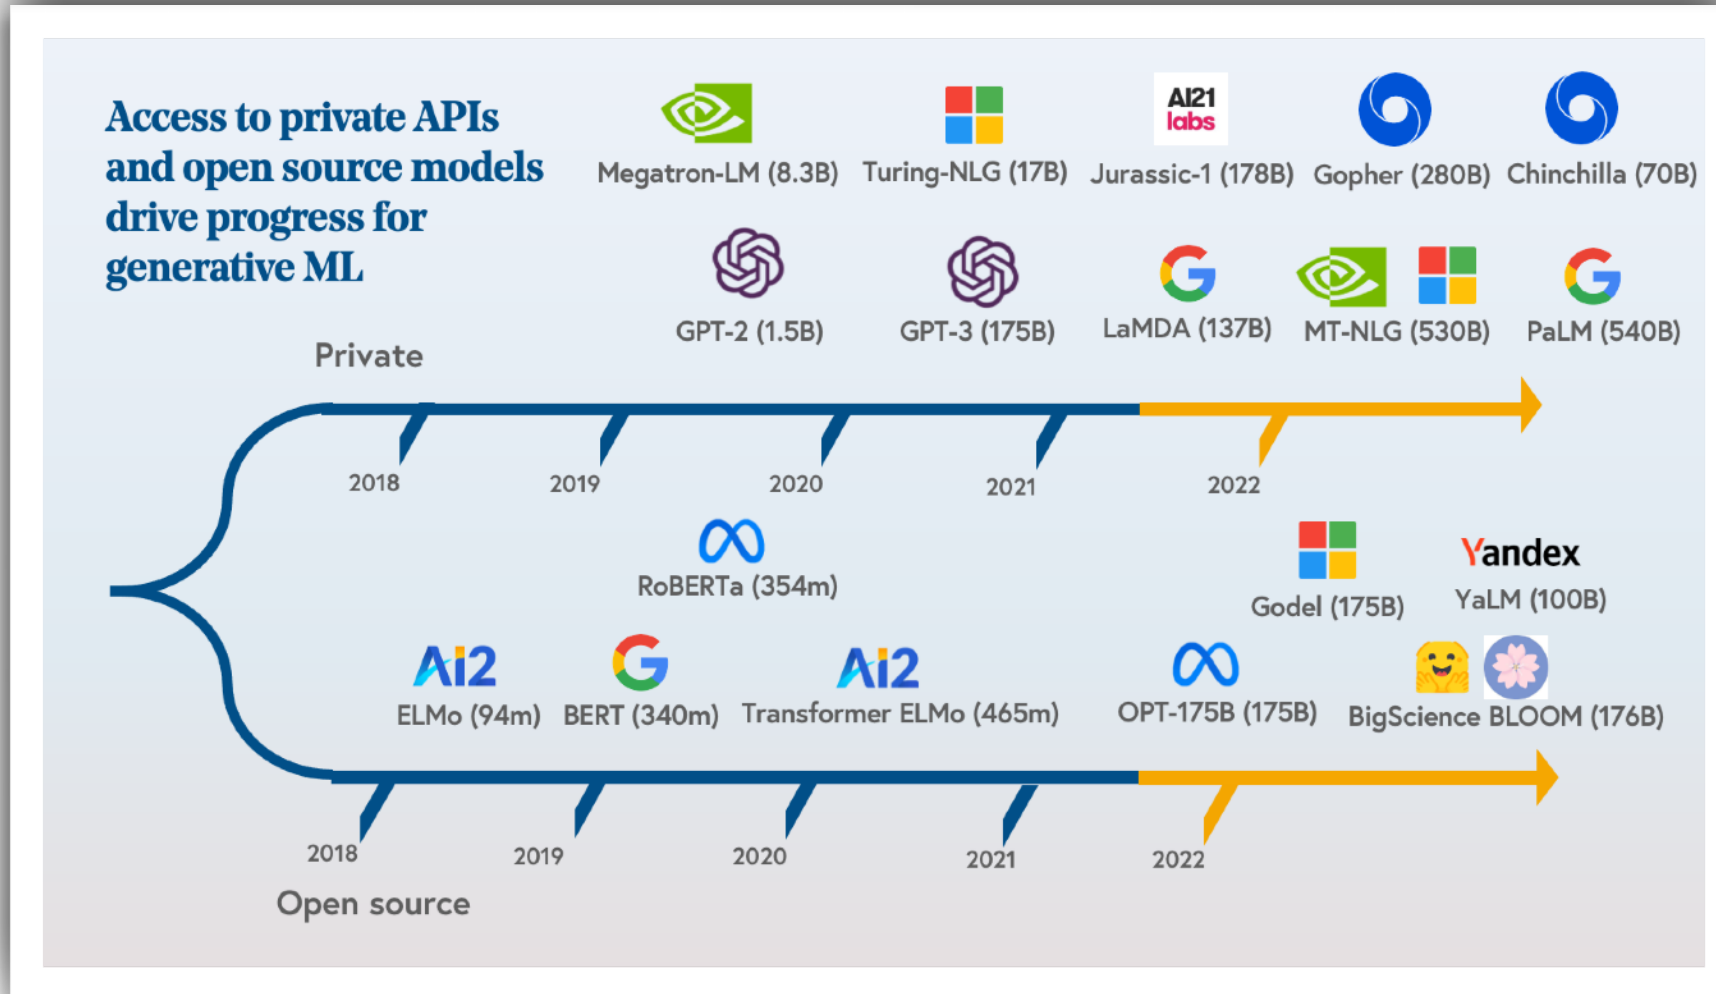 Access to private APIs
and open source models
drive progress for
generative ML
AI21
labs
Megatron-LM (8.3B)
Turing-NLG (17B)
Jurassic-1 (178B)
Gopher (280B)
Chinchilla (70B)
GPT-2 (1.5B)
GPT-3 (175B)
LaMDA (137B)
MT-NLG (530B)
PaLM (540B)
Private
2018
2019
2020
2021
2022
RoBERTa (354m)
Godel (175B)
Yandex
YaLM (100B)
Ai2
ELMo (94m)
BERT (340m)
Ai2
Transformer ELMo (465m)
OPT-175B (175B)
BigScience BLOOM (176B)
2018
2019
2020
2021
2022
Open source